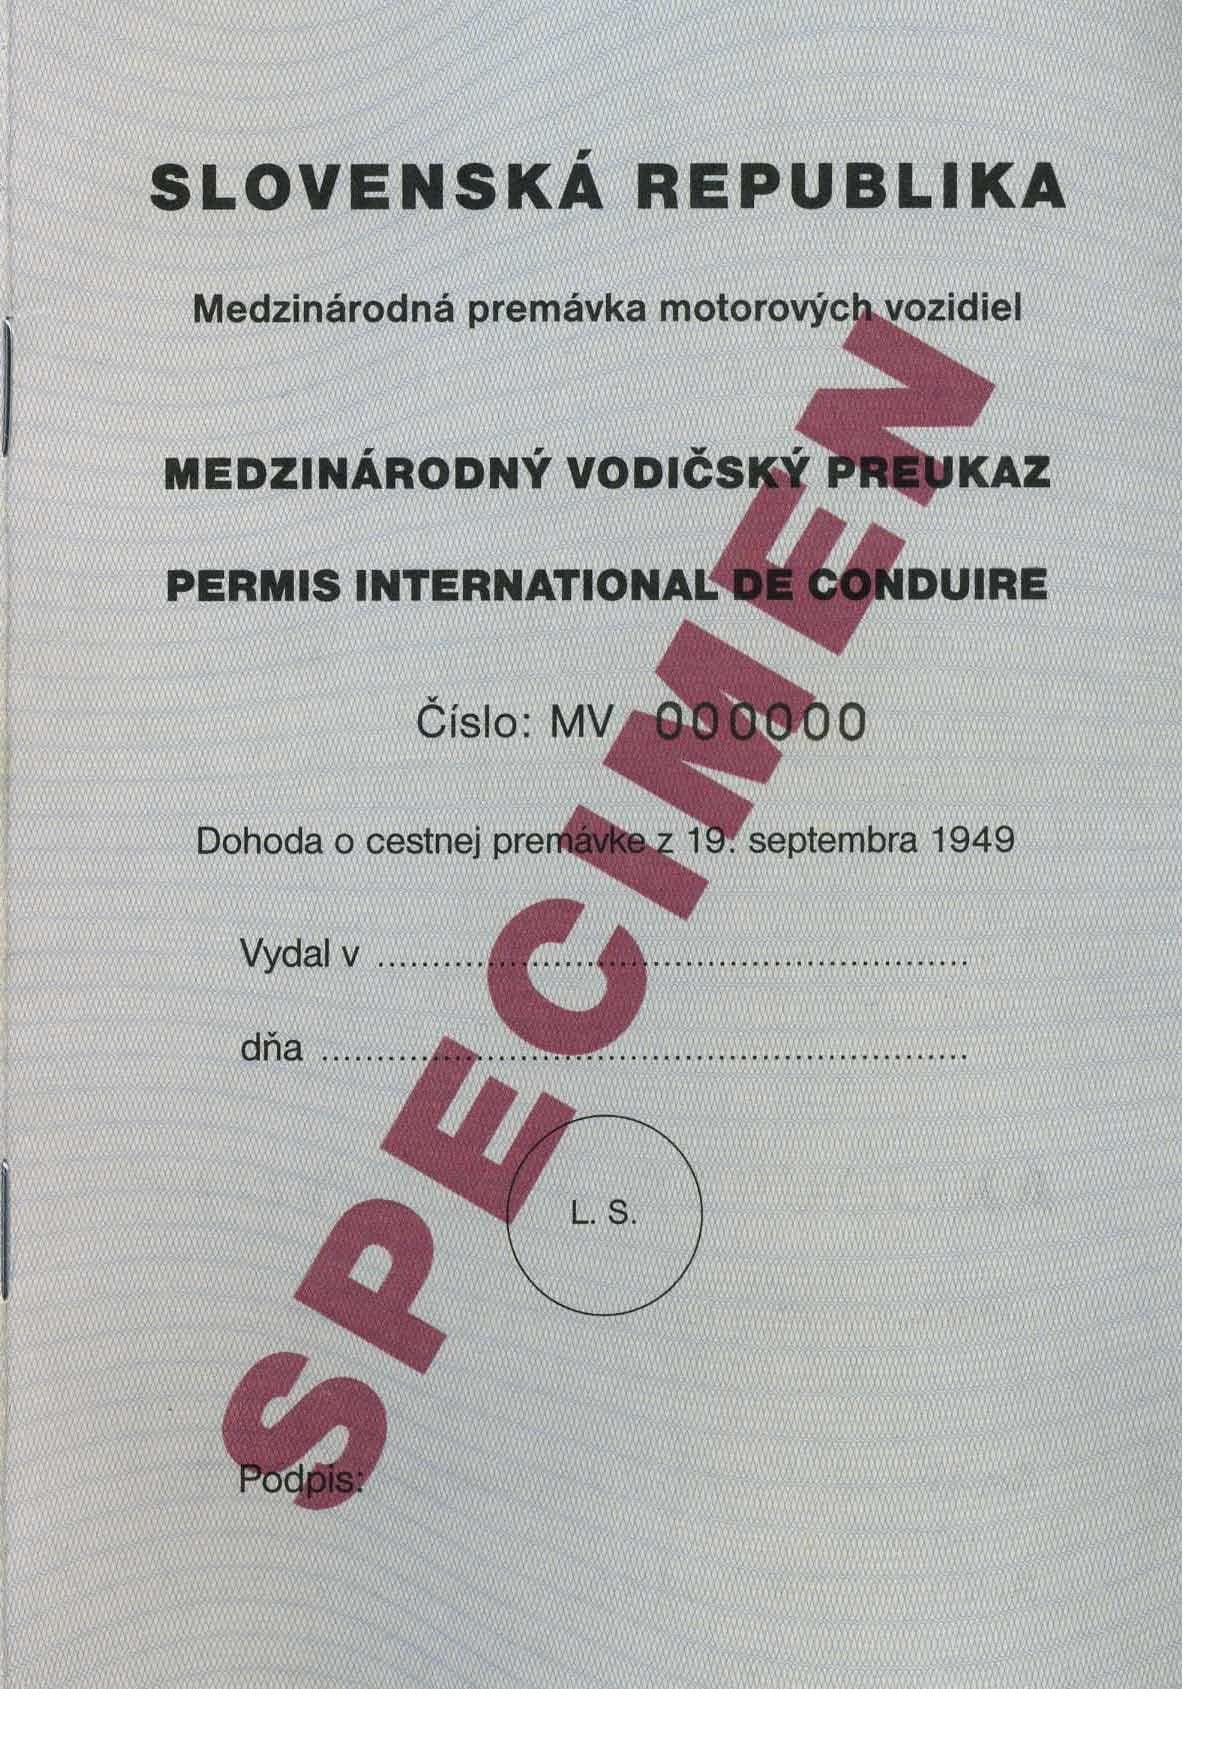 SLOVENSKÁ REPUBLIKA
Medzinárodná premávka motorových vozidiel
MEDZINÁRODNÝ VODIČSKÝ PREUKAZ
PERMIS INTERNATIONAL DE CONDUIRE
Číslo: MV 000000
Dohoda o cestnej premávke z 19. septembra 1949
Vydal v ............................................................
dňa ..................................................................
L. S.
Podpis:
SPECIMEN